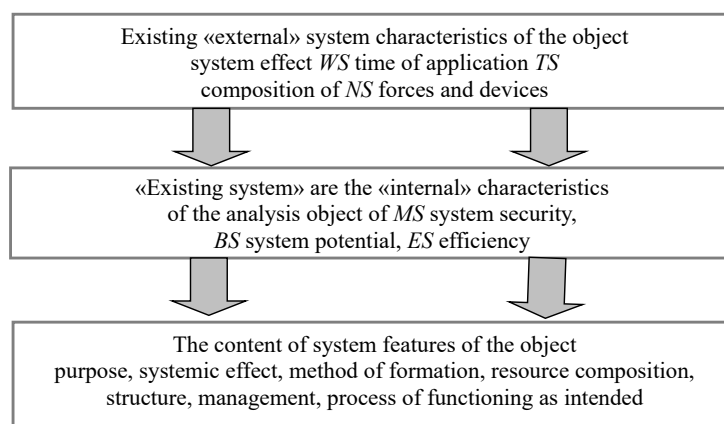 Existing «external» system characteristics of the object
system effect WS time of application TS
composition of NS forces and devices
«Existing system» are the «internal» characteristics
of the analysis object of MS system security,
BS system potential, ES efficiency
The content of system features of the object
purpose, systemic effect, method of formation, resource composition,
structure, management, process of functioning as intended